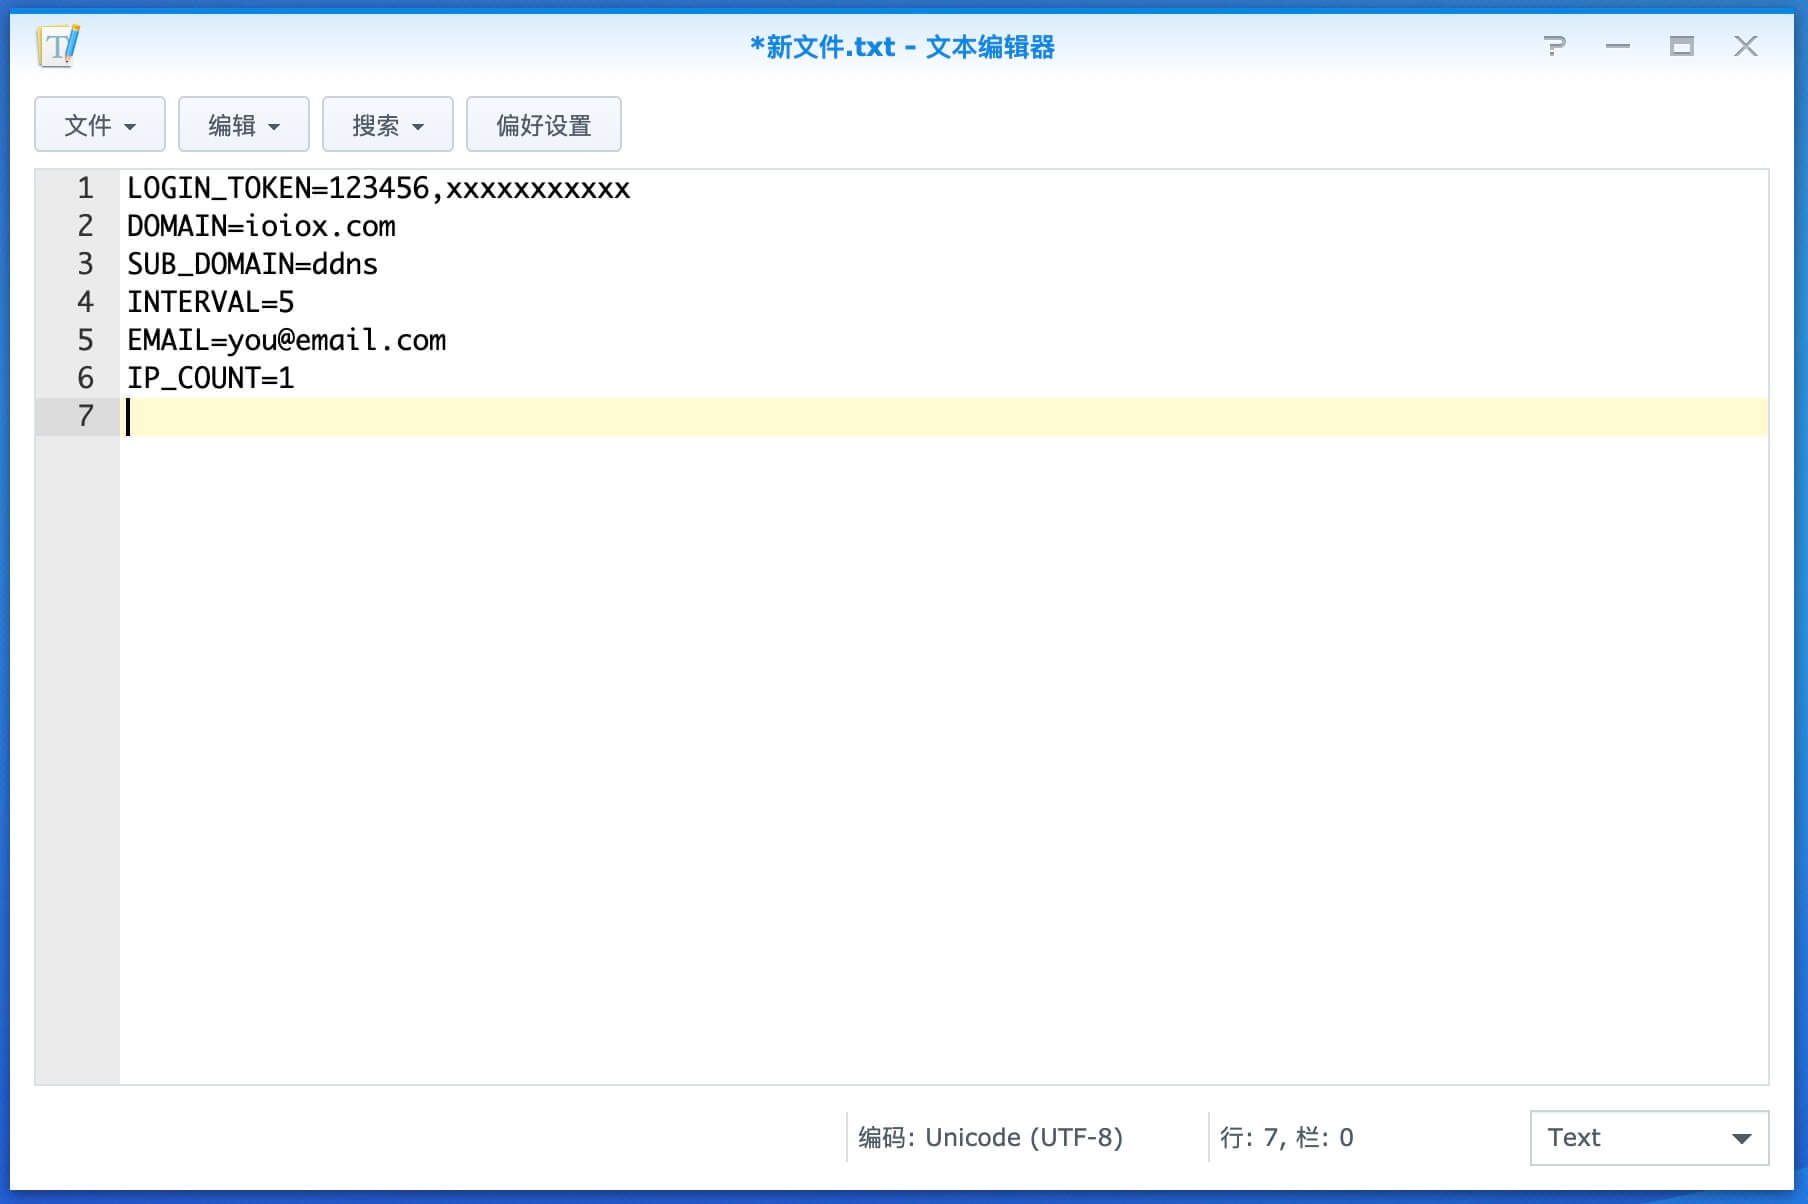 *新文件.txt - 文本编辑器
文件 编辑 搜索 偏好设置
1 LOGIN_TOKEN=123456,xxxxxxxxxxx
2 DOMAIN=ioiox.com
3 SUB_DOMAIN=ddns
4 INTERVAL=5
5 EMAIL=you@email.com
6 IP_COUNT=1
7
编码: Unicode (UTF-8) 行: 7, 栏: 0 Text